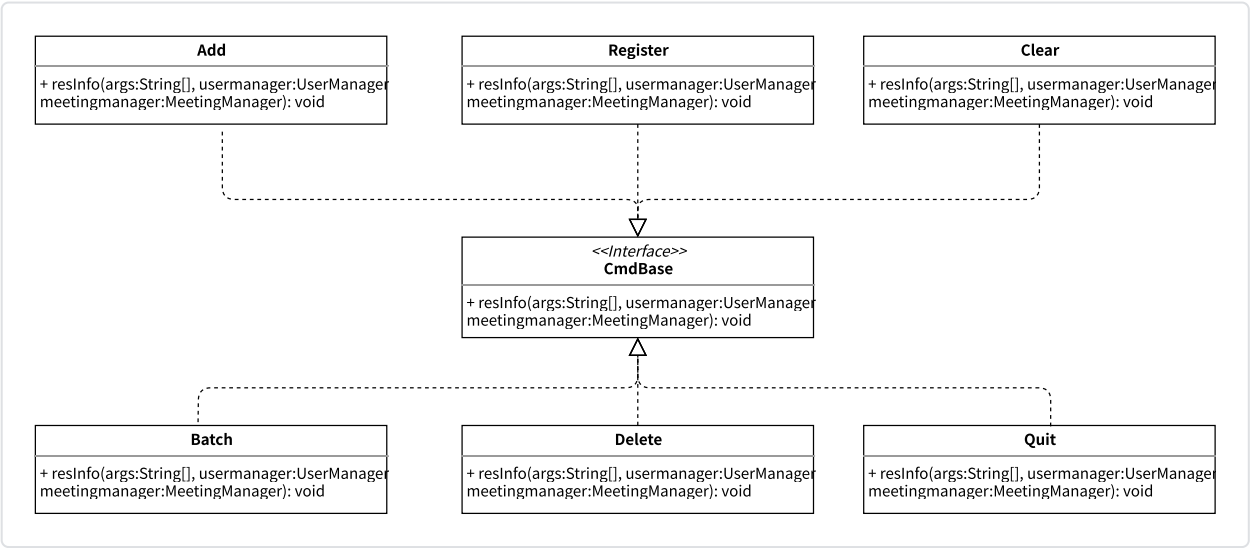 Add
+ resInfo(args:String[], usermanager:UserManager
meetingmanager:MeetingManager): void
Register
+ resInfo(args:String[], usermanager:UserManager
meetingmanager:MeetingManager): void
Clear
+ resInfo(args:String[], usermanager:UserManager
meetingmanager:MeetingManager): void
<<Interface>>
CmdBase
+ resInfo(args:String[], usermanager:UserManager
meetingmanager:MeetingManager): void
Batch
+ resInfo(args:String[], usermanager:UserManager
meetingmanager:MeetingManager): void
Delete
+ resInfo(args:String[], usermanager:UserManager
meetingmanager:MeetingManager): void
Quit
+ resInfo(args:String[], usermanager:UserManager
meetingmanager:MeetingManager): void